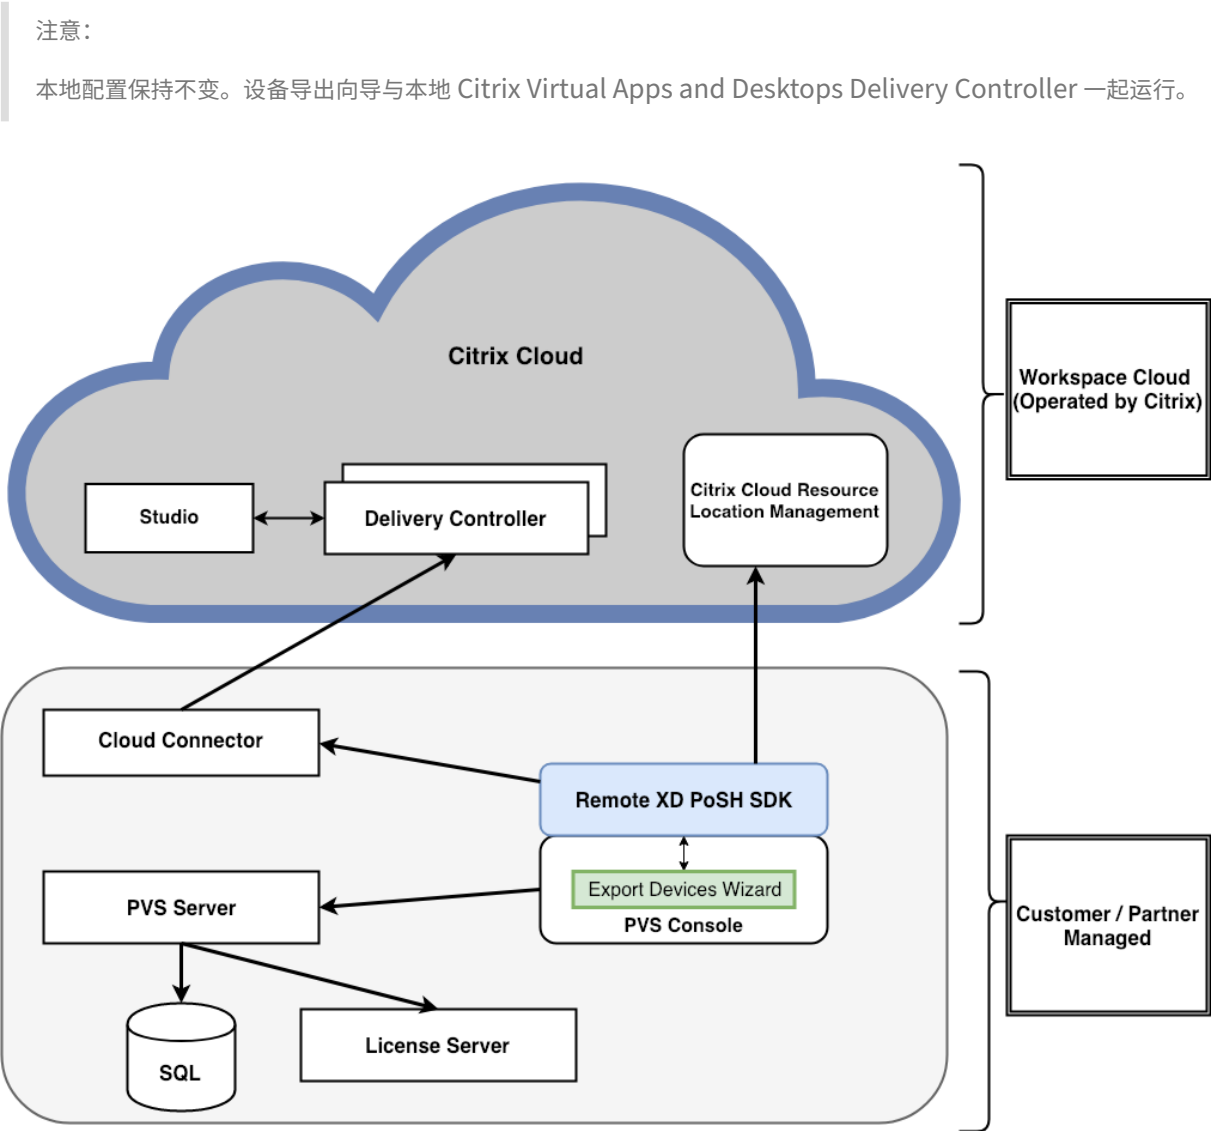 注意：
本地配置保持不变。设备导出向导与本地 Citrix Virtual Apps and Desktops Delivery Controller 一起运行。
Citrix Cloud
Workspace Cloud
(Operated by Citrix)
Studio
Delivery Controller
Citrix Cloud Resource
Location Management
Cloud Connector
Remote XD PoSH SDK
Export Devices Wizard
PVS Console
PVS Server
Customer / Partner
Managed
License Server
SQL